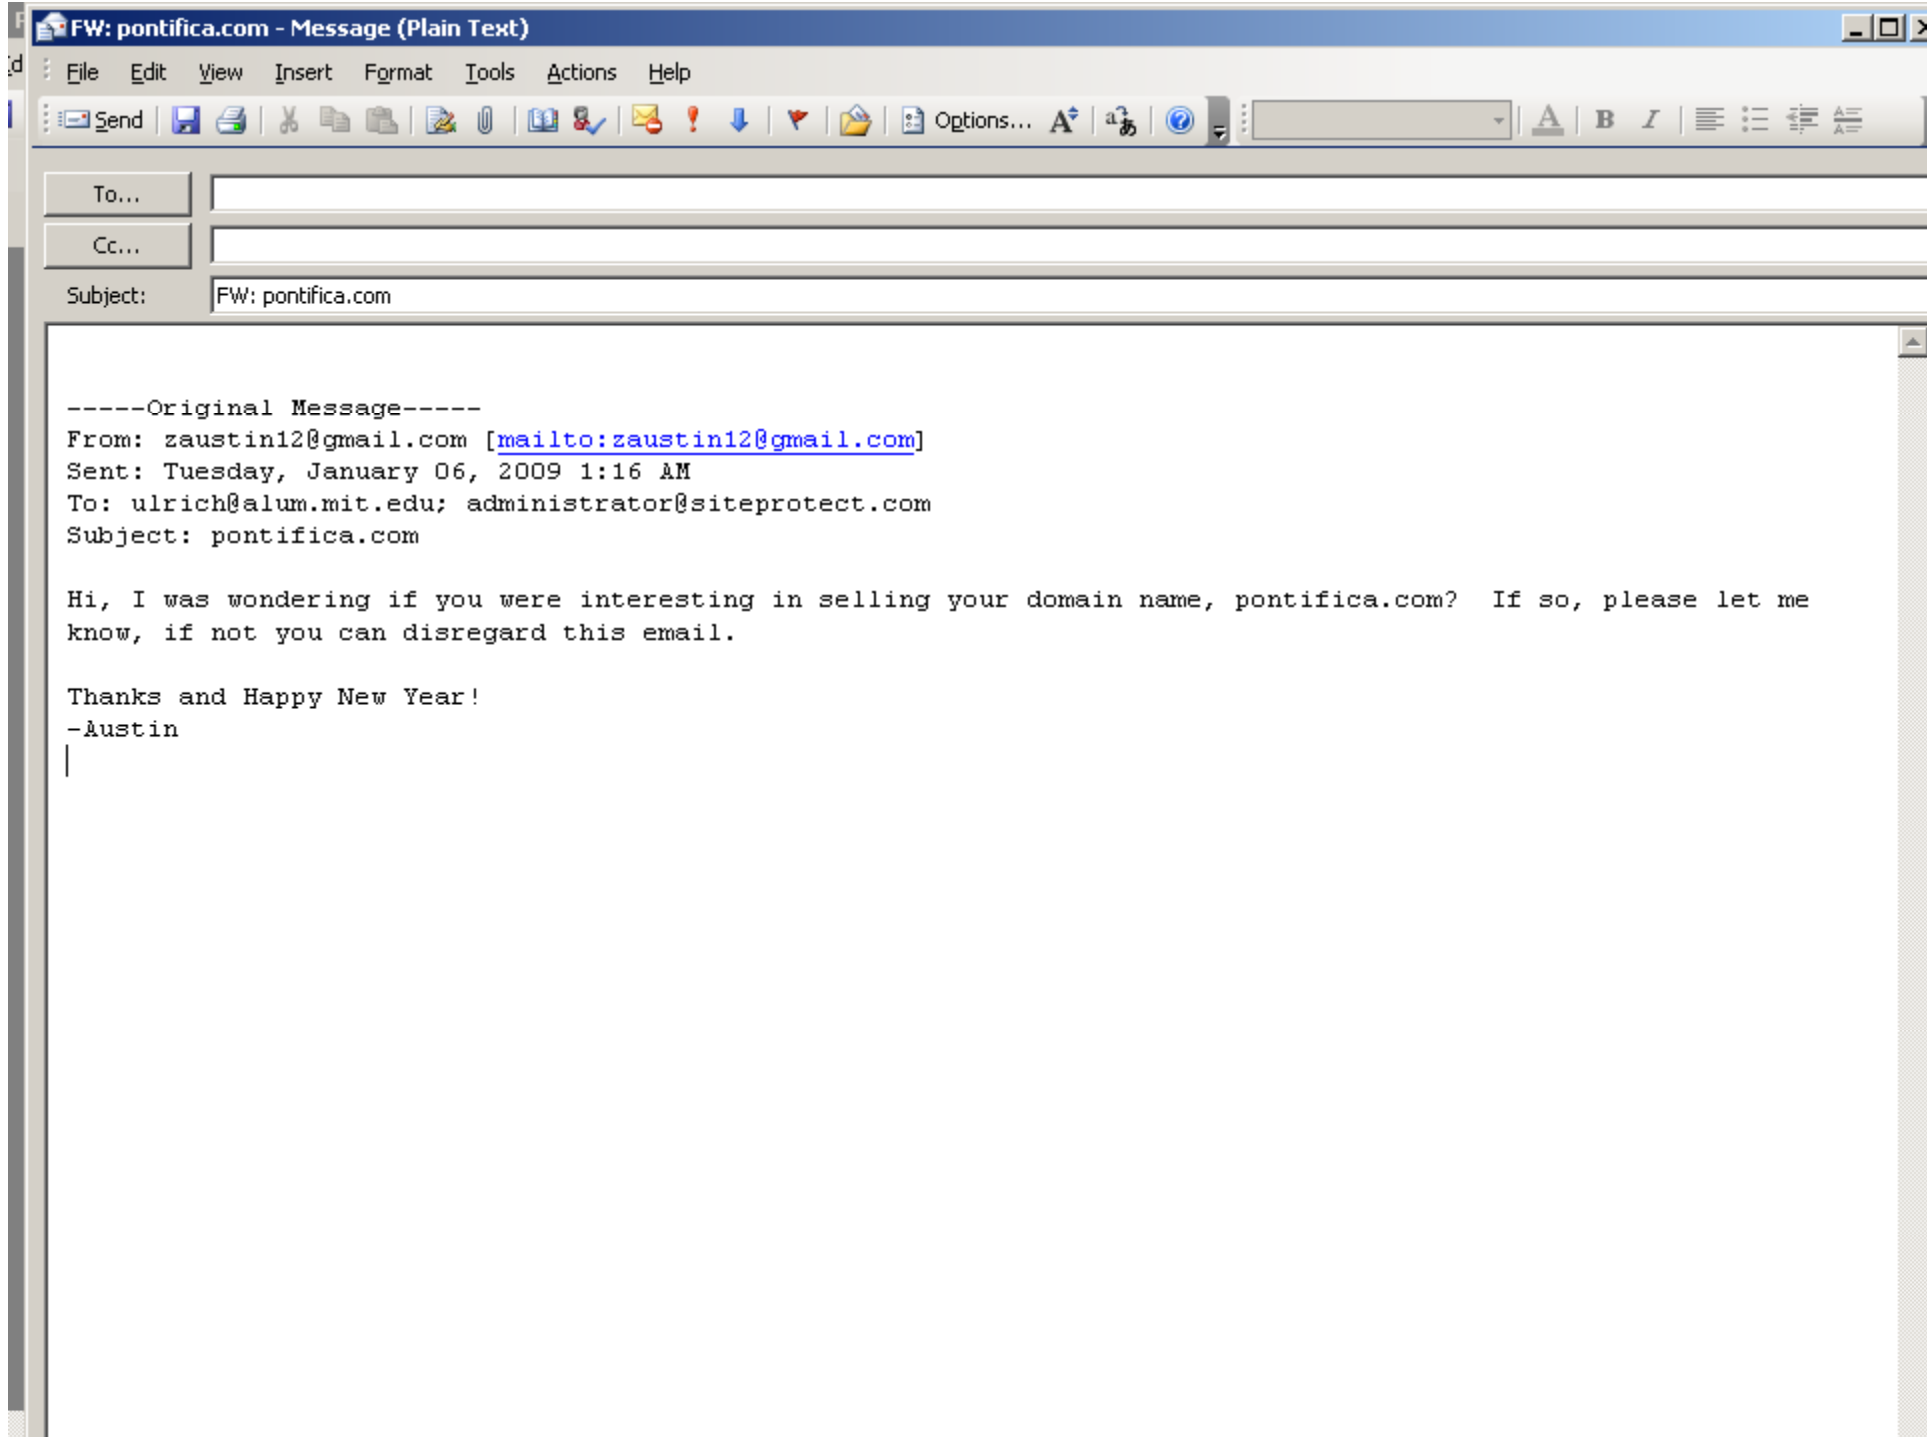 FW: pontifica.com - Message (Plain Text)
File Edit View Insert Format Tools Actions Help
Send Options...
To...
Cc...
Subject: FW: pontifica.com
-----Original Message-----
From: zaustin12@gmail.com [mailto:zaustin12@gmail.com]
Sent: Tuesday, January 06, 2009 1:16 AM
To: ulrich@alum.mit.edu; administrator@siteprotect.com
Subject: pontifica.com
Hi, I was wondering if you were interesting in selling your domain name, pontifica.com?  If so, please let me
know, if not you can disregard this email.
Thanks and Happy New Year!
-Austin